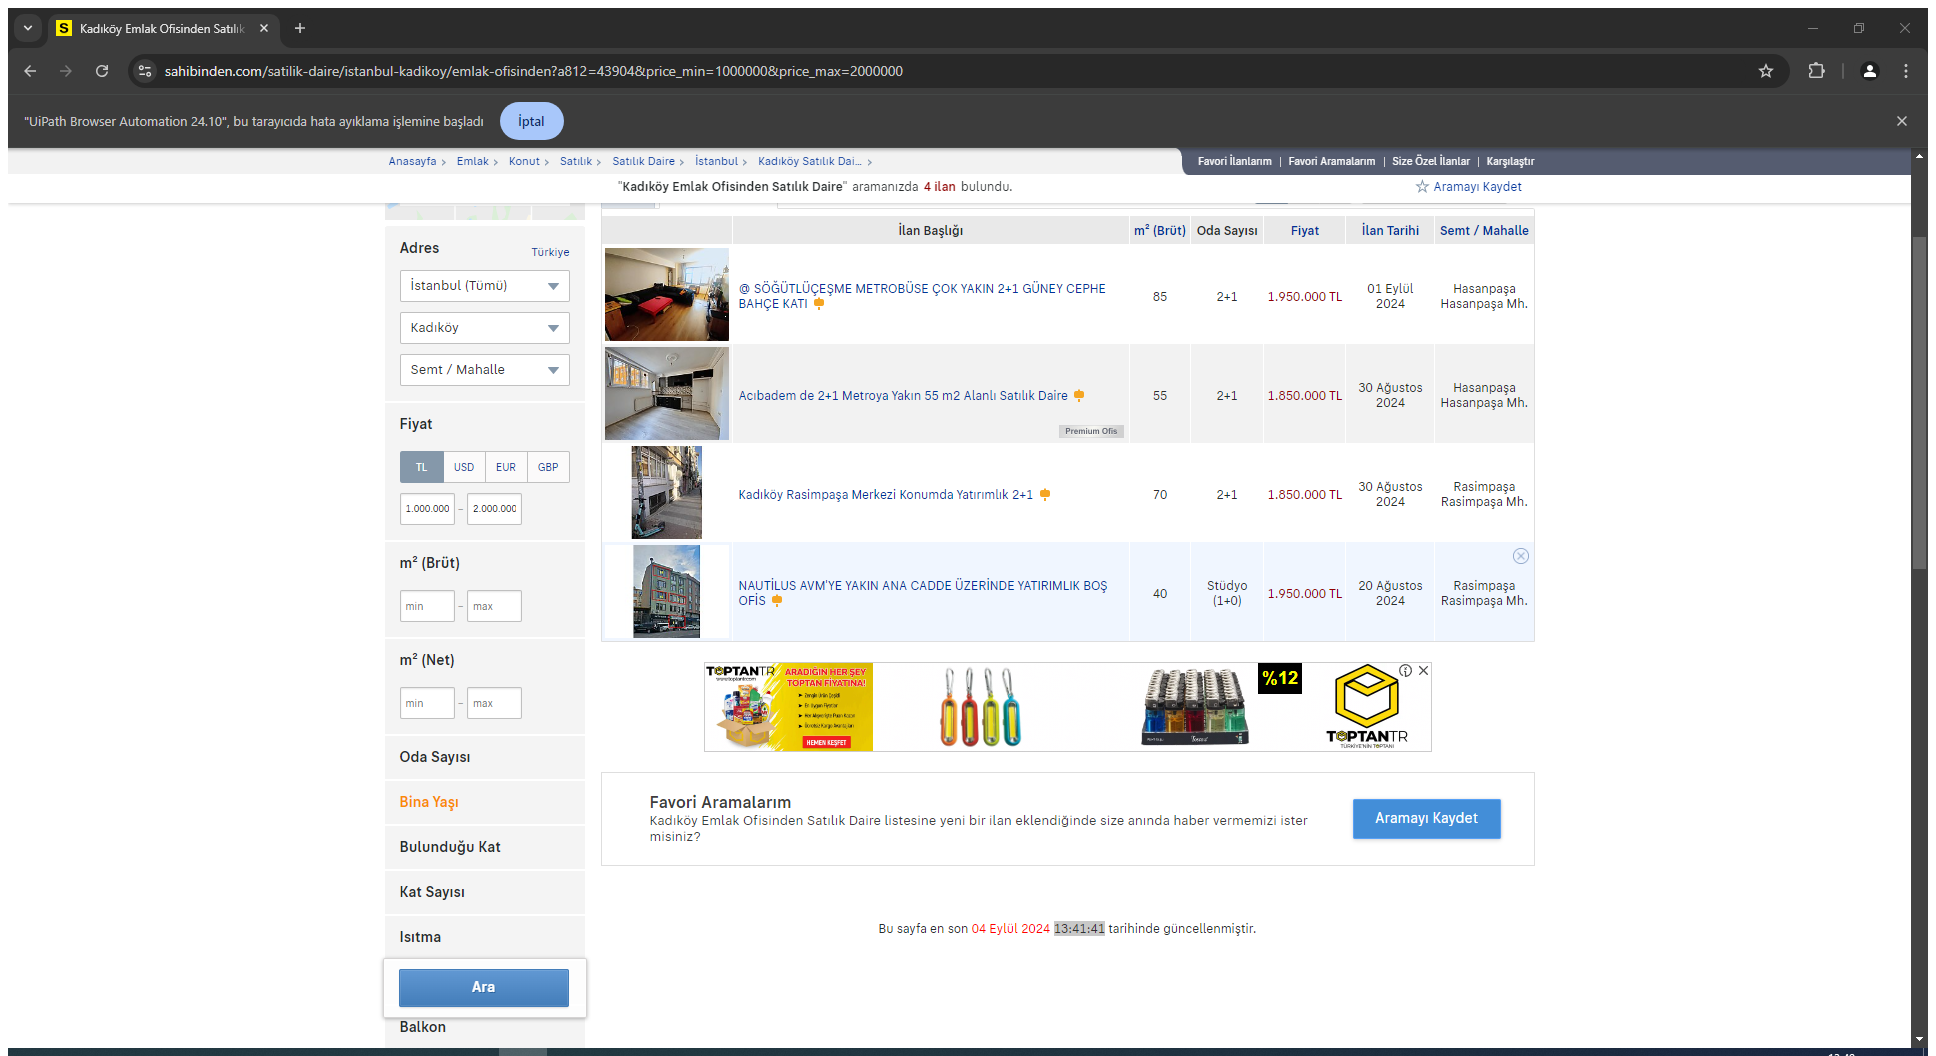 Kadıköy Emlak Ofisinden Satılık
sahibinden.com/satilik-daire/istanbul-kadikoy/emlak-ofisinden?a812=43904&price_min=1000000&price_max=2000000
"UiPath Browser Automation 24.10", bu tarayıcıda hata ayıklama işlemine başladı
İptal
Anasayfa › Emlak › Konut › Satılık › Satılık Daire › İstanbul › Kadıköy Satılık Dai... ›
Favori İlanlarım | Favori Aramalarım | Size Özel İlanlar | Karşılaştır
"Kadıköy Emlak Ofisinden Satılık Daire" aramanızda 4 ilan bulundu.
Aramayı Kaydet
Adres
Türkiye
İstanbul (Tümü)
Kadıköy
Semt / Mahalle
Fiyat
TL USD EUR GBP
1.000.000 – 2.000.000
m² (Brüt)
min – max
m² (Net)
min – max
Oda Sayısı
Bina Yaşı
Bulunduğu Kat
Kat Sayısı
Isıtma
Ara
Balkon
İlan Başlığı m² (Brüt) Oda Sayısı Fiyat İlan Tarihi Semt / Mahalle
@ SÖĞÜTLÜÇEŞME METROBÜSE ÇOK YAKIN 2+1 GÜNEY CEPHE
BAHÇE KATI
85
2+1
1.950.000 TL
01 Eylül
2024
Hasanpaşa
Hasanpaşa Mh.
Acıbadem de 2+1 Metroya Yakın 55 m2 Alanlı Satılık Daire
Premium Ofis
55
2+1
1.850.000 TL
30 Ağustos
2024
Hasanpaşa
Hasanpaşa Mh.
Kadıköy Rasimpaşa Merkezi Konumda Yatırımlık 2+1
70
2+1
1.850.000 TL
30 Ağustos
2024
Rasimpaşa
Rasimpaşa Mh.
NAUTİLUS AVM'YE YAKIN ANA CADDE ÜZERİNDE YATIRIMLIK BOŞ
OFİS
40
Stüdyo
(1+0)
1.950.000 TL
20 Ağustos
2024
Rasimpaşa
Rasimpaşa Mh.
TOPTANTR
www.toptantr.com
ARADIĞIN HER ŞEY
TOPTAN FİYATINA!
HEMEN KEŞFET
%12
TOPTANTR
TÜRKİYE'NİN TOPTANI
Favori Aramalarım
Kadıköy Emlak Ofisinden Satılık Daire listesine yeni bir ilan eklendiğinde size anında haber vermemizi ister
misiniz?
Aramayı Kaydet
Bu sayfa en son 04 Eylül 2024 13:41:41 tarihinde güncellenmiştir.